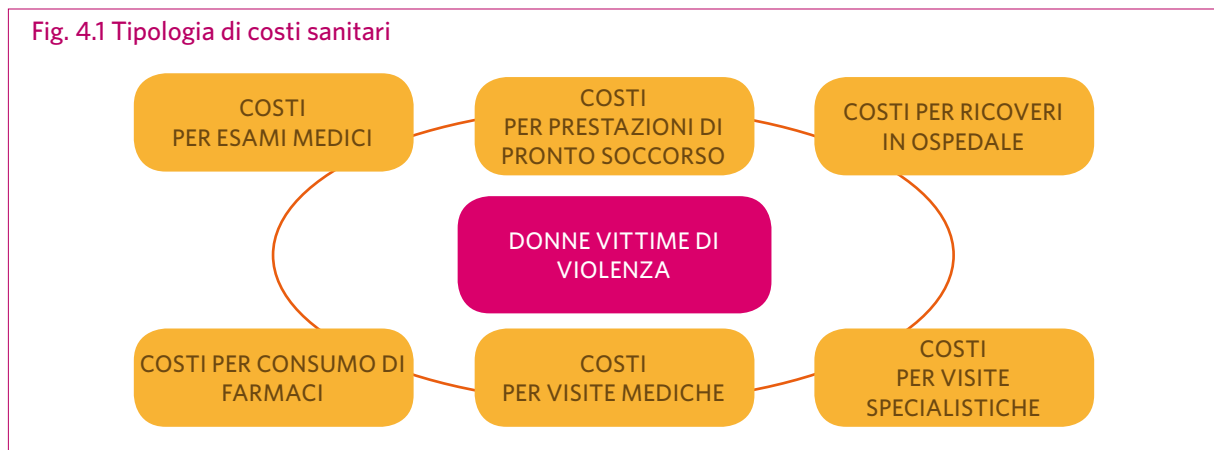 Fig. 4.1 Tipologia di costi sanitari
COSTI
PER ESAMI MEDICI
COSTI
PER PRESTAZIONI DI
PRONTO SOCCORSO
COSTI PER RICOVERI
IN OSPEDALE
DONNE VITTIME DI
VIOLENZA
COSTI PER CONSUMO DI
FARMACI
COSTI
PER VISITE MEDICHE
COSTI
PER VISITE
SPECIALISTICHE